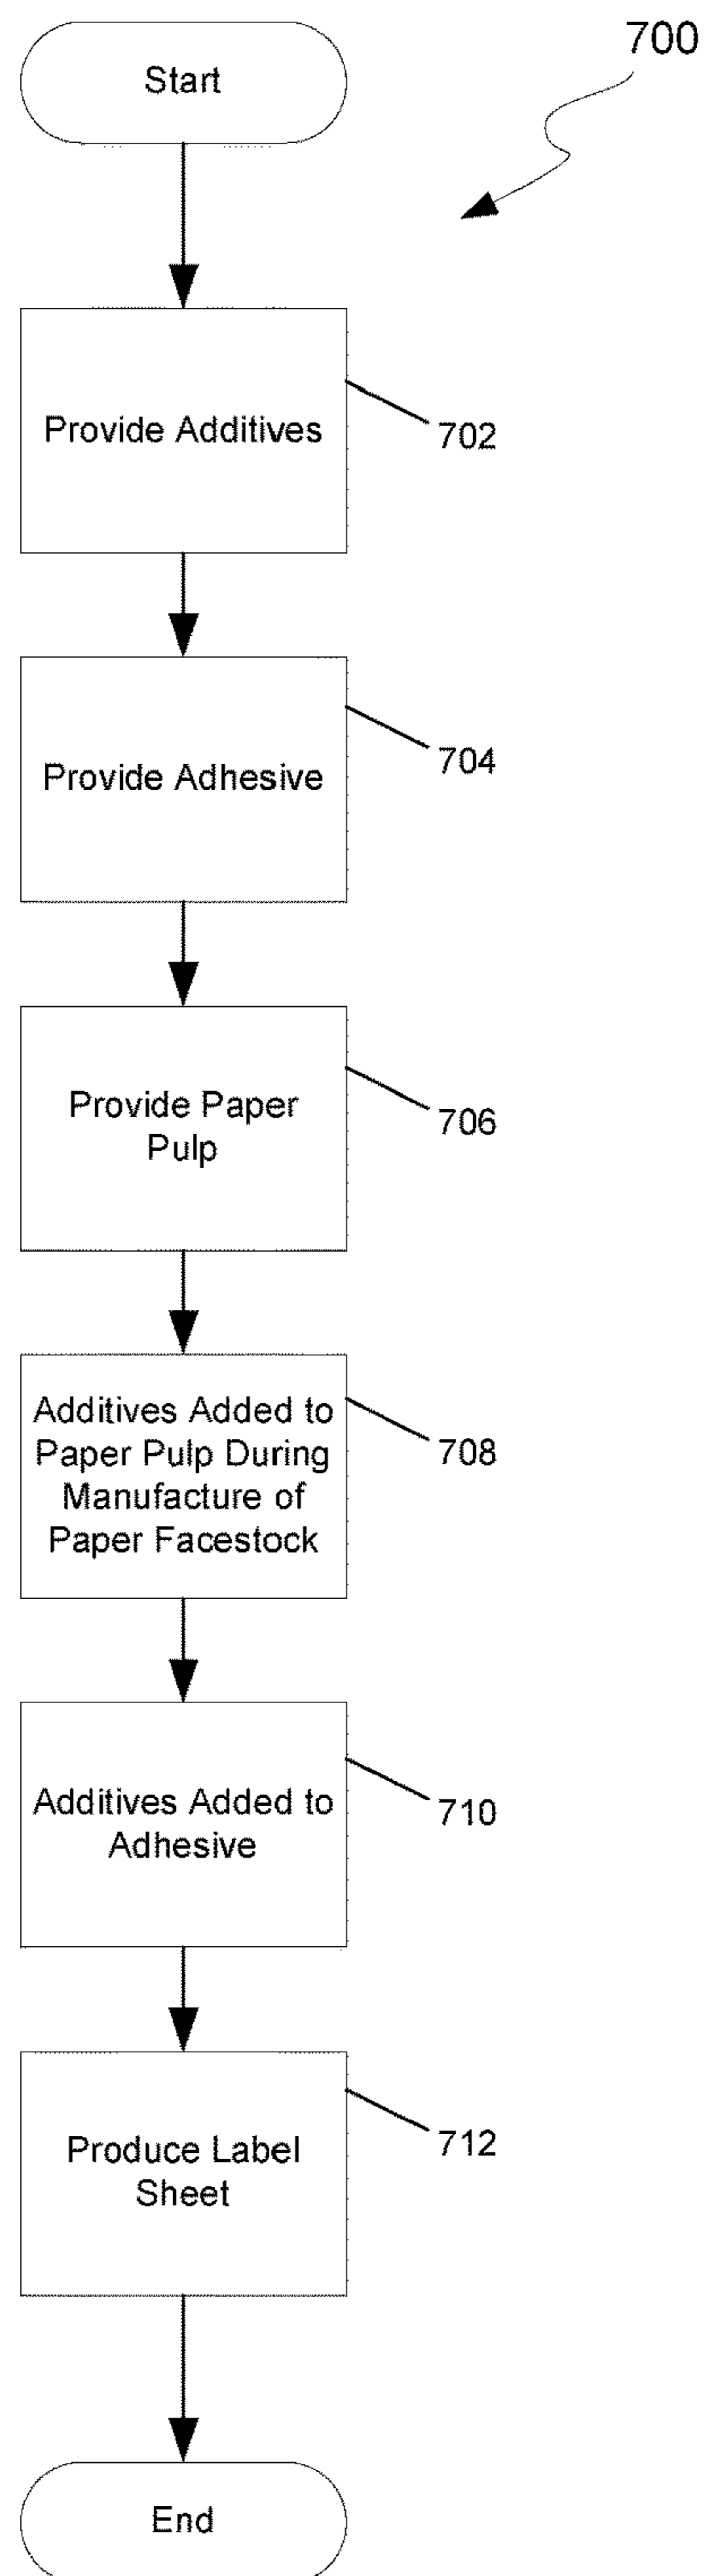 700
Start
Provide Additives
702
Provide Adhesive
704
Provide Paper
Pulp
706
Additives Added to
Paper Pulp During
Manufacture of
Paper Facestock
708
Additives Added to
Adhesive
710
Produce Label
Sheet
712
End